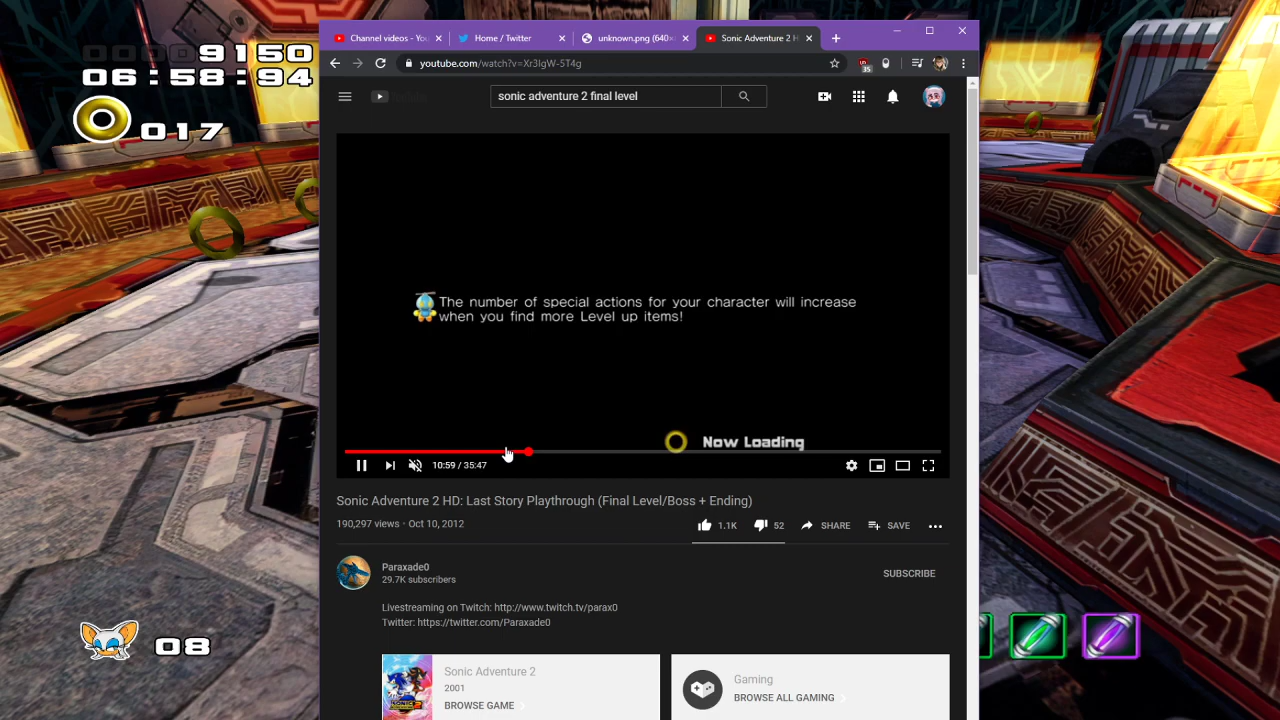 00009150
06:58:94
017
Channel videos - You
Home / Twitter
unknown.png (640×
Sonic Adventure 2 H
youtube.com/watch?v=Xr3IgW-5T4g
35
sonic adventure 2 final level
The number of special actions for your character will increase
when you find more Level up items!
Now Loading
10:59 / 35:47
Sonic Adventure 2 HD: Last Story Playthrough (Final Level/Boss + Ending)
190,297 views • Oct 10, 2012
1.1K
52
SHARE
SAVE
Paraxade0
29.7K subscribers
SUBSCRIBE
Livestreaming on Twitch: http://www.twitch.tv/parax0
Twitter: https://twitter.com/Paraxade0
08
Sonic Adventure 2
2001
BROWSE GAME
Gaming
BROWSE ALL GAMING